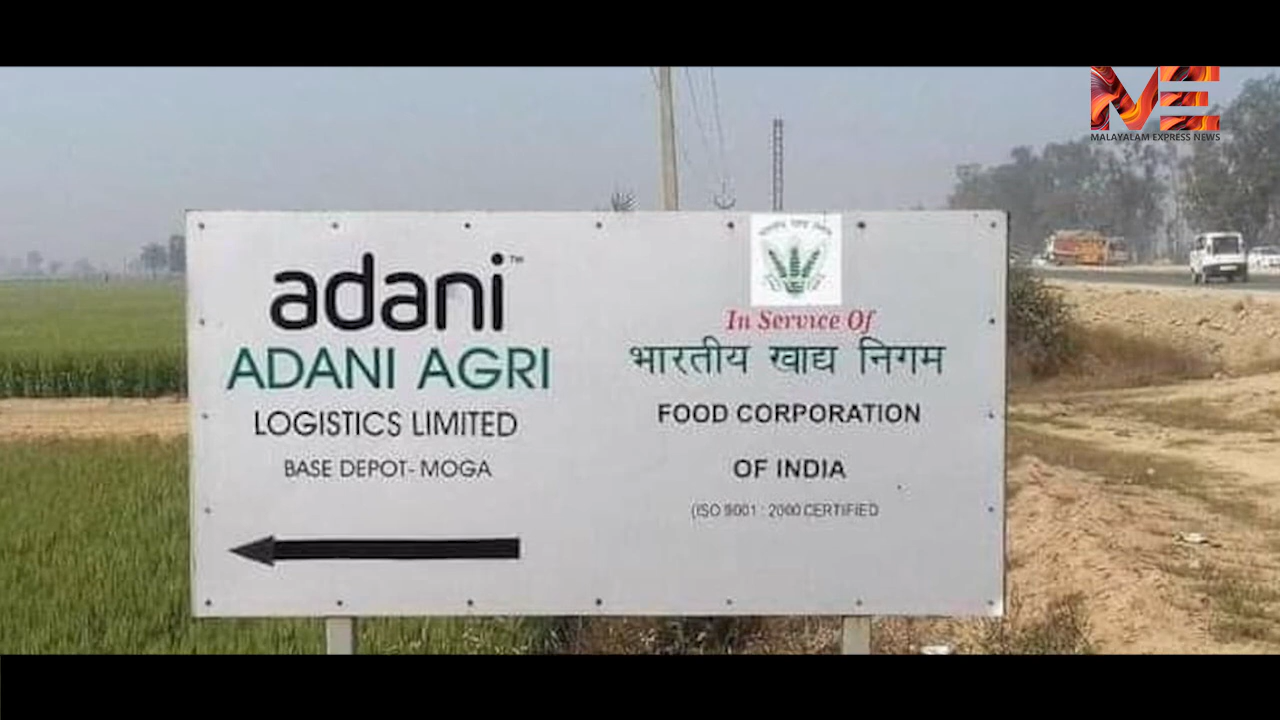 ME
MALAYALAM EXPRESS NEWS
adani™
ADANI AGRI
LOGISTICS LIMITED
BASE DEPOT- MOGA
In Service Of
भारतीय खाद्य निगम
FOOD CORPORATION
OF INDIA
(ISO 9001 : 2000 CERTIFIED